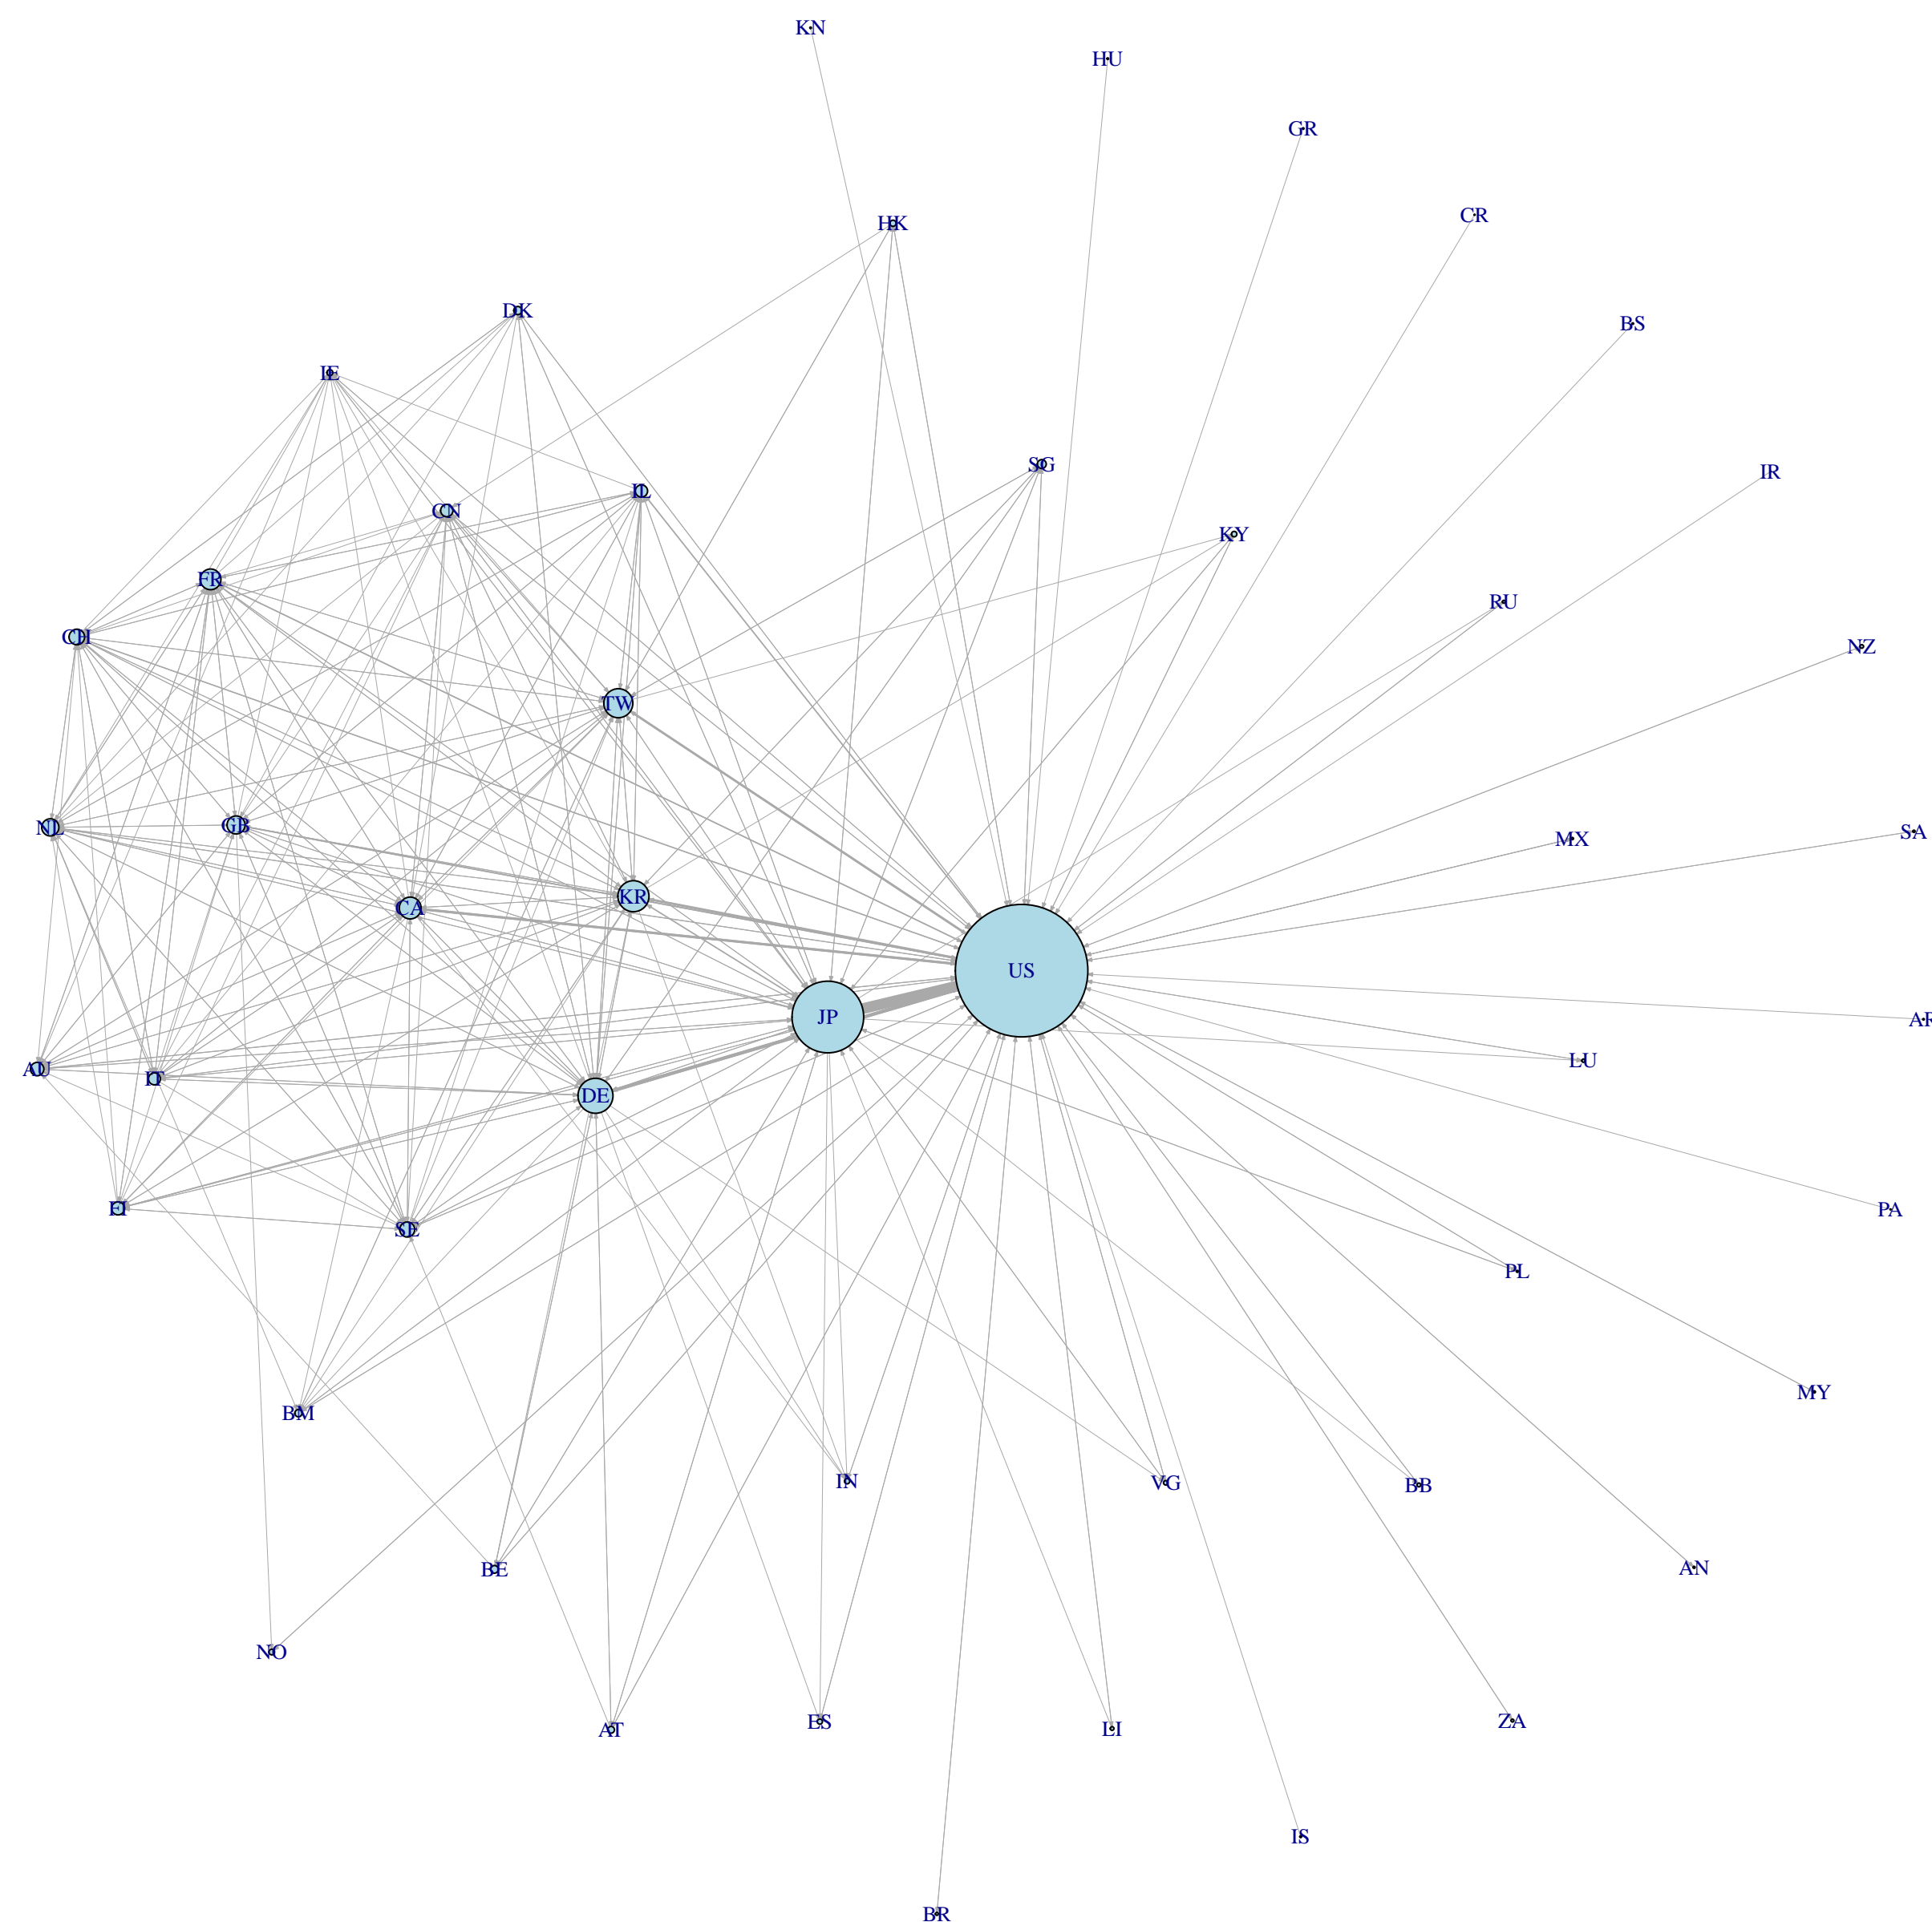 KN
HU
GR
CR
HK
BS
DK
IE
SG
IR
IL
CN
KY
FR
RU
CH
NZ
TW
NL
GB
MX
SA
KR
CA
US
JP
AR
LU
AU
IT
DE
FI
SE
PA
PL
MY
BM
IN
VG
BB
BE
AN
NO
AT
ES
LI
ZA
IS
BR